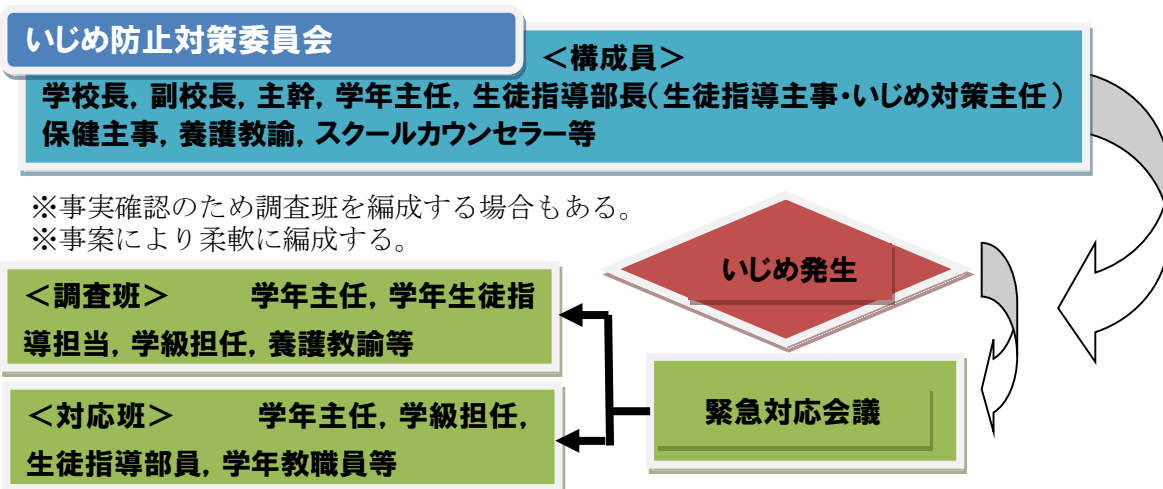 いじめ防止対策委員会
＜構成員＞
学校長，副校長，主幹，学年主任，生徒指導部長（生徒指導主事・いじめ対策主任）
保健主事，養護教諭，スクールカウンセラー等
※事実確認のため調査班を編成する場合もある。
※事案により柔軟に編成する。
いじめ発生
＜調査班＞　　　学年主任，学年生徒指
導担当，学級担任，養護教諭等
＜対応班＞　　　学年主任，学級担任，
生徒指導部員，学年教職員等
緊急対応会議